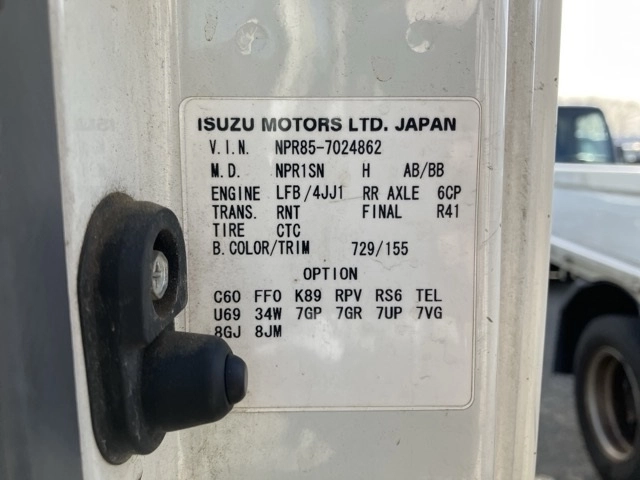 ISUZU MOTORS LTD. JAPAN
V.I.N. NPR85-7024862
M.D. NPR1SN H AB/BB
ENGINE LFB/4JJ1 RR AXLE 6CP
TRANS. RNT FINAL R41
TIRE CTC
B.COLOR/TRIM 729/155
OPTION
C60 FF0 K89 RPV RS6 TEL
U69 34W 7GP 7GR 7UP 7VG
8GJ 8JM